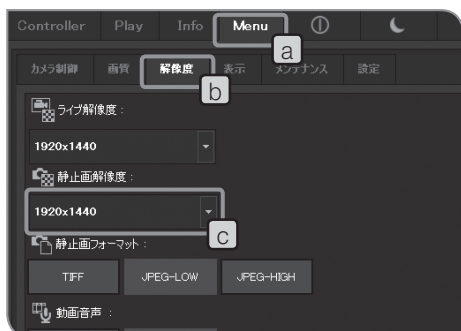 Controller Play Info Menu
a
カメラ制御 画質 解像度 表示 メンテナンス 設定
b
ライブ解像度 :
1920x1440
静止画解像度 :
1920x1440
c
静止画フォーマット :
TIFF JPEG-LOW JPEG-HIGH
動画音声 :